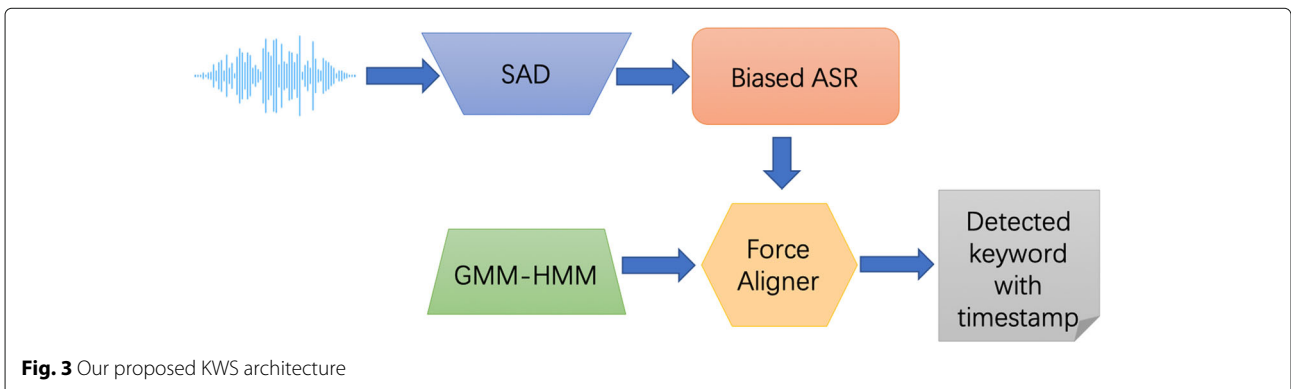 SAD
Biased ASR
GMM-HMM
Force
Aligner
Detected
keyword
with
timestamp
Fig. 3 Our proposed KWS architecture